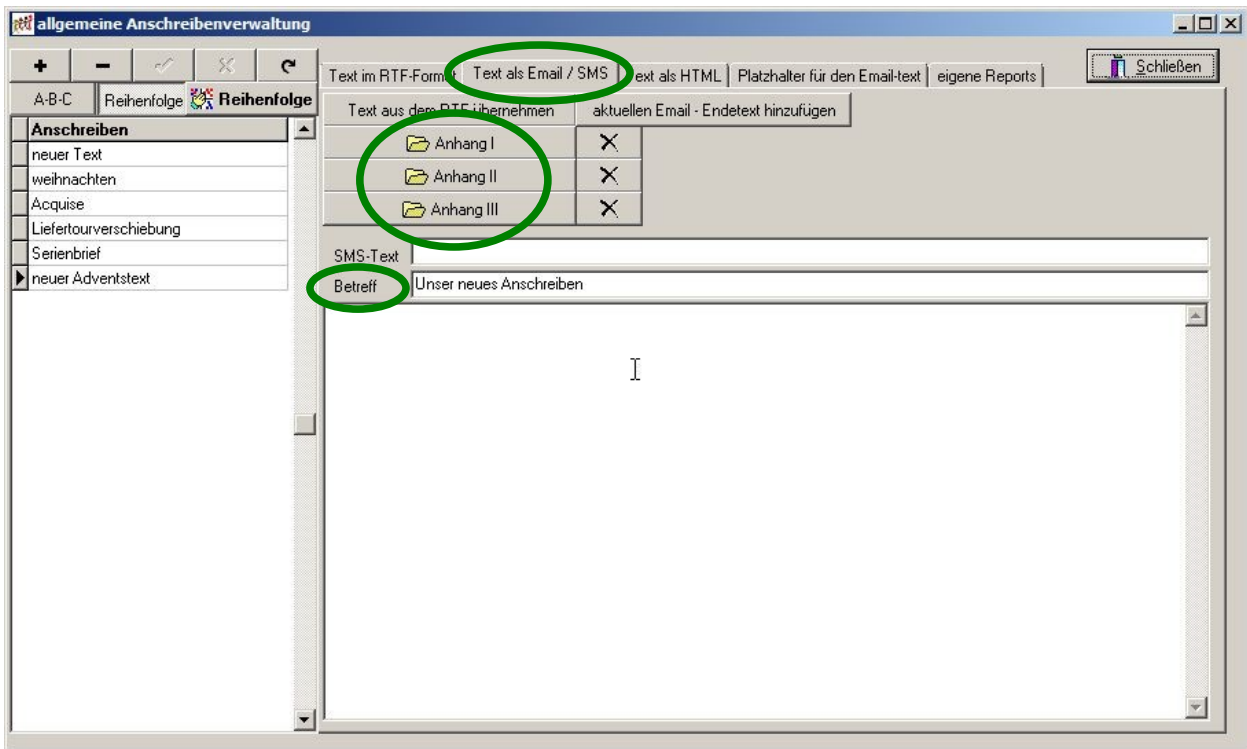 allgemeine Anschreibenverwaltung
Text im RTF-Format Text als Email / SMS Text als HTML Platzhalter für den Email-text eigene Reports Schließen
A-B-C Reihenfolge Reihenfolge
Text aus dem RTF übernehmen aktuellen Email - Endetext hinzufügen
Anschreiben
Anhang I
neuer Text
weihnachten
Anhang II
Acquise
Anhang III
Liefertourverschiebung
Serienbrief
SMS-Text
neuer Adventstext
Betreff Unser neues Anschreiben